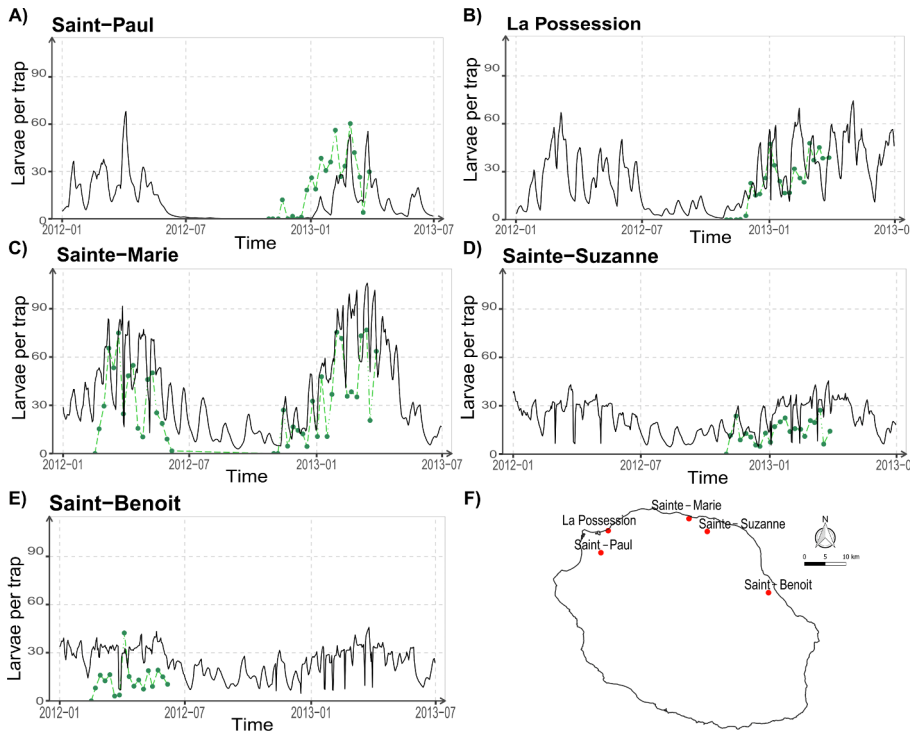 A)
Saint−Paul
Larvae per trap
90
60
30
0
2012-01
2012-07
2013-01
2013-07
Time
B)
La Possession
Larvae per trap
90
60
30
0
2012-01
2012-07
2013-01
2013-0
Time
C)
Sainte−Marie
Larvae per trap
90
60
30
0
2012-01
2012-07
2013-01
2013-07
Time
D)
Sainte−Suzanne
Larvae per trap
90
60
30
0
2012-01
2012-07
2013-01
2013-0
Time
E)
Saint−Benoit
Larvae per trap
90
60
30
0
2012-01
2012-07
2013-01
2013-07
Time
F)
Sainte-Marie
La Possession
Sainte-Suzanne
Saint-Paul
Saint-Benoit
N
0 5 10 km